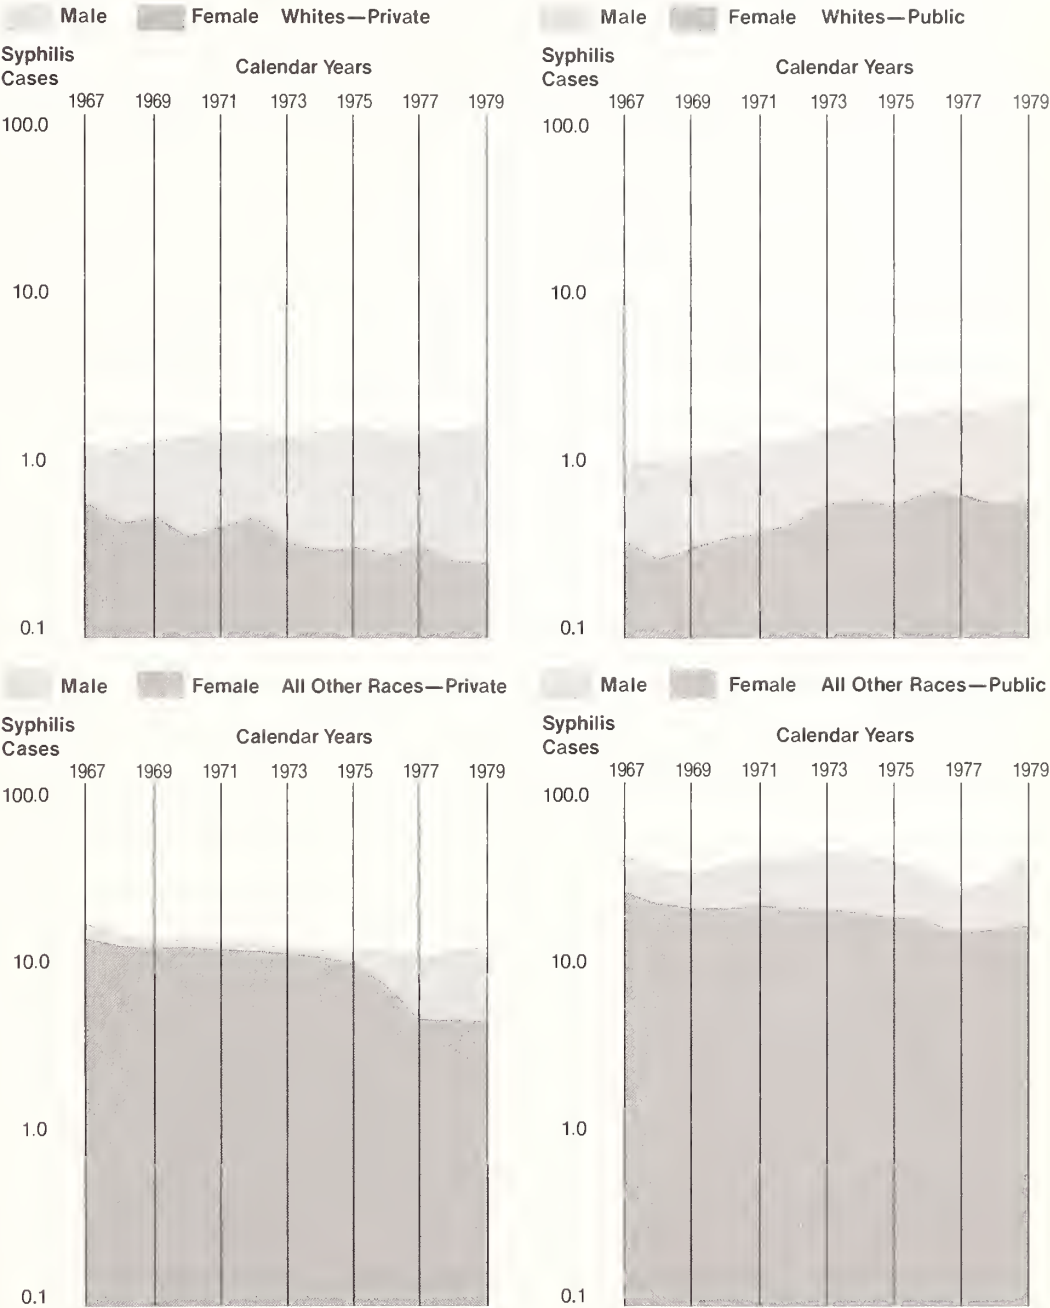 Male Female Whites—Private
Syphilis
Cases
Calendar Years
1967 1969 1971 1973 1975 1977 1979
100.0
10.0
1.0
0.1
Male Female Whites—Public
Syphilis
Cases
Calendar Years
1967 1969 1971 1973 1975 1977 1979
100.0
10.0
1.0
0.1
Male Female All Other Races—Private
Syphilis
Cases
Calendar Years
1967 1969 1971 1973 1975 1977 1979
100.0
10.0
1.0
0.1
Male Female All Other Races—Public
Syphilis
Cases
Calendar Years
1967 1969 1971 1973 1975 1977 1979
100.0
10.0
1.0
0.1